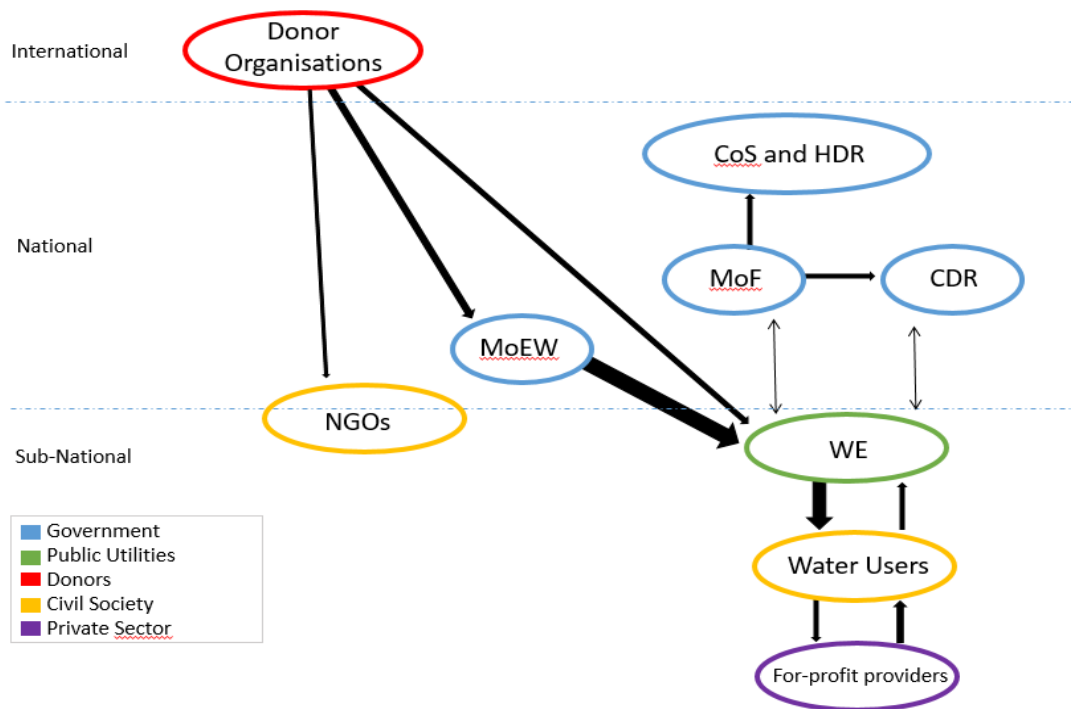 International
Donor
Organisations
CoS and HDR
National
MoF
CDR
MoEW
NGOs
WE
Sub-National
Government
Public Utilities
Donors
Civil Society
Private Sector
Water Users
For-profit providers